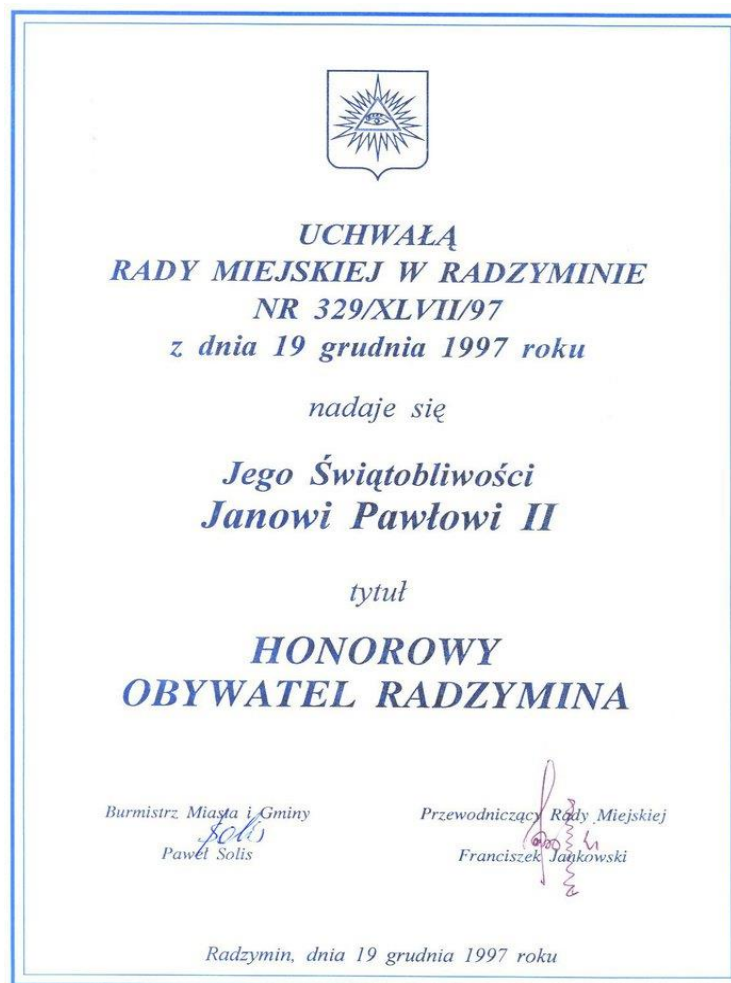 UCHWAŁĄ
RADY MIEJSKIEJ W RADZYMINIE
NR 329/XLVII/97
z dnia 19 grudnia 1997 roku
nadaje się
Jego Świątobliwości
Janowi Pawłowi II
tytuł
HONOROWY
OBYWATEL RADZYMINA
Burmistrz Miasta i Gminy
Solis
Paweł Solis
Przewodniczący Rady Miejskiej
Franciszek Jankowski
Radzymin, dnia 19 grudnia 1997 roku